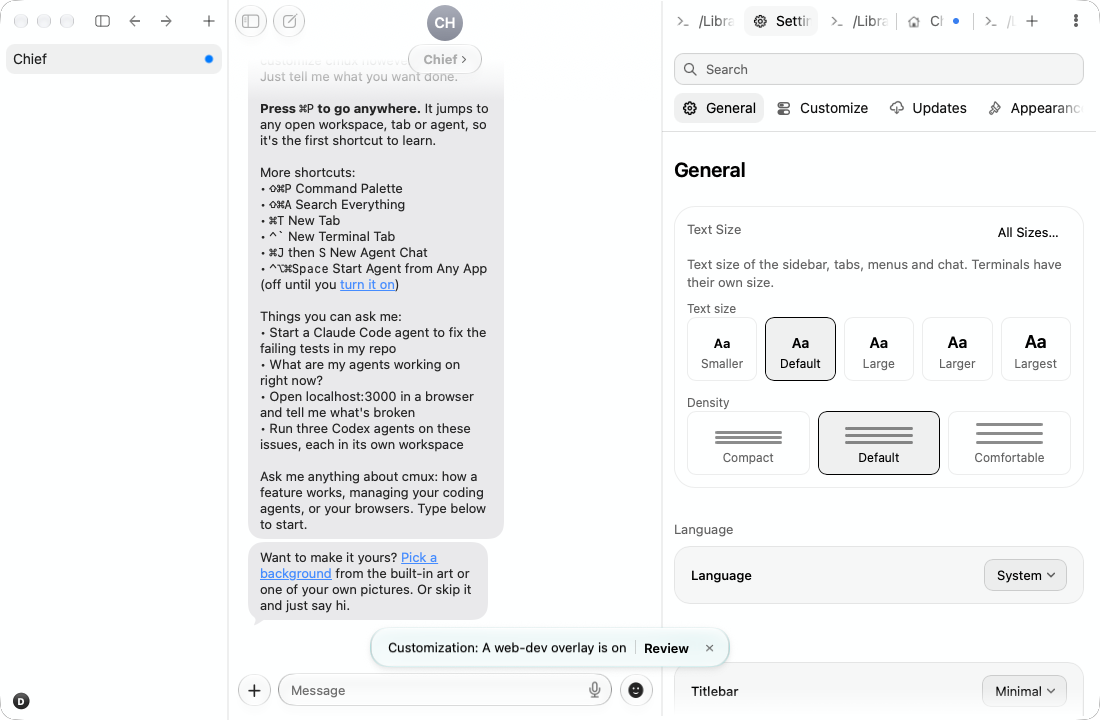 Chief
CH
Chief ›
Just tell me what you want done.
Press ⌘P to go anywhere. It jumps to
any open workspace, tab or agent, so
it's the first shortcut to learn.
More shortcuts:
• ⇧⌘P Command Palette
• ⇧⌘A Search Everything
• ⌘T New Tab
• ^` New Terminal Tab
• ⌘J then S New Agent Chat
• ^⌥⌘Space Start Agent from Any App
(off until you turn it on)
Things you can ask me:
• Start a Claude Code agent to fix the
failing tests in my repo
• What are my agents working on
right now?
• Open localhost:3000 in a browser
and tell me what's broken
• Run three Codex agents on these
issues, each in its own workspace
Ask me anything about cmux: how a
feature works, managing your coding
agents, or your browsers. Type below
to start.
Want to make it yours? Pick a
background from the built-in art or
one of your own pictures. Or skip it
and just say hi.
Customization: A web-dev overlay is on
Review
Message
D
/Libra
Settin
/Libra
Search
General
Customize
Updates
Appearanc
General
Text Size
All Sizes...
Text size of the sidebar, tabs, menus and chat. Terminals have
their own size.
Text size
Aa Aa Aa Aa Aa
Smaller Default Large Larger Largest
Density
Compact Default Comfortable
Language
Language
System
Titlebar
Minimal